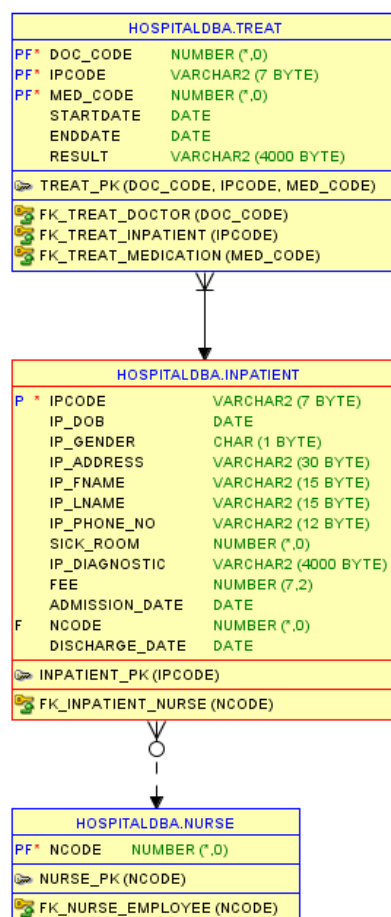 HOSPITALDBA.TREAT
PF* DOC_CODE NUMBER (*,0)
PF* IPCODE VARCHAR2 (7 BYTE)
PF* MED_CODE NUMBER (*,0)
STARTDATE DATE
ENDDATE DATE
RESULT VARCHAR2 (4000 BYTE)
TREAT_PK (DOC_CODE, IPCODE, MED_CODE)
FK_TREAT_DOCTOR (DOC_CODE)
FK_TREAT_INPATIENT (IPCODE)
FK_TREAT_MEDICATION (MED_CODE)
HOSPITALDBA.INPATIENT
P * IPCODE VARCHAR2 (7 BYTE)
IP_DOB DATE
IP_GENDER CHAR (1 BYTE)
IP_ADDRESS VARCHAR2 (30 BYTE)
IP_FNAME VARCHAR2 (15 BYTE)
IP_LNAME VARCHAR2 (15 BYTE)
IP_PHONE_NO VARCHAR2 (12 BYTE)
SICK_ROOM NUMBER (*,0)
IP_DIAGNOSTIC VARCHAR2 (4000 BYTE)
FEE NUMBER (7,2)
ADMISSION_DATE DATE
F NCODE NUMBER (*,0)
DISCHARGE_DATE DATE
INPATIENT_PK (IPCODE)
FK_INPATIENT_NURSE (NCODE)
HOSPITALDBA.NURSE
PF* NCODE NUMBER (*,0)
NURSE_PK (NCODE)
FK_NURSE_EMPLOYEE (NCODE)